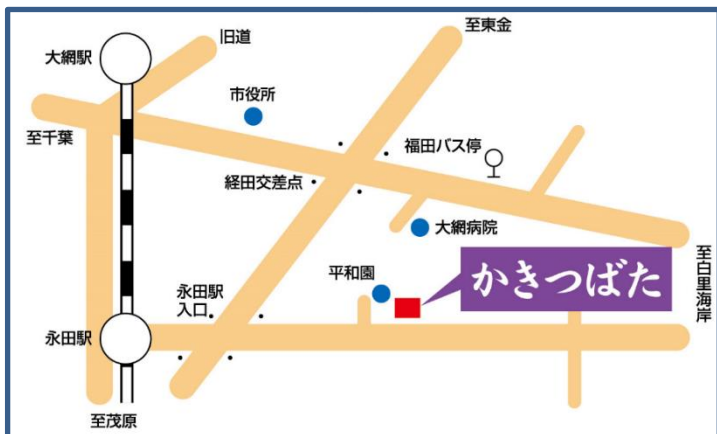 大網駅
旧道
至東金
市役所
至千葉
福田バス停
経田交差点
大網病院
至白里海岸
平和園
かきつばた
永田駅
入口
永田駅
至茂原